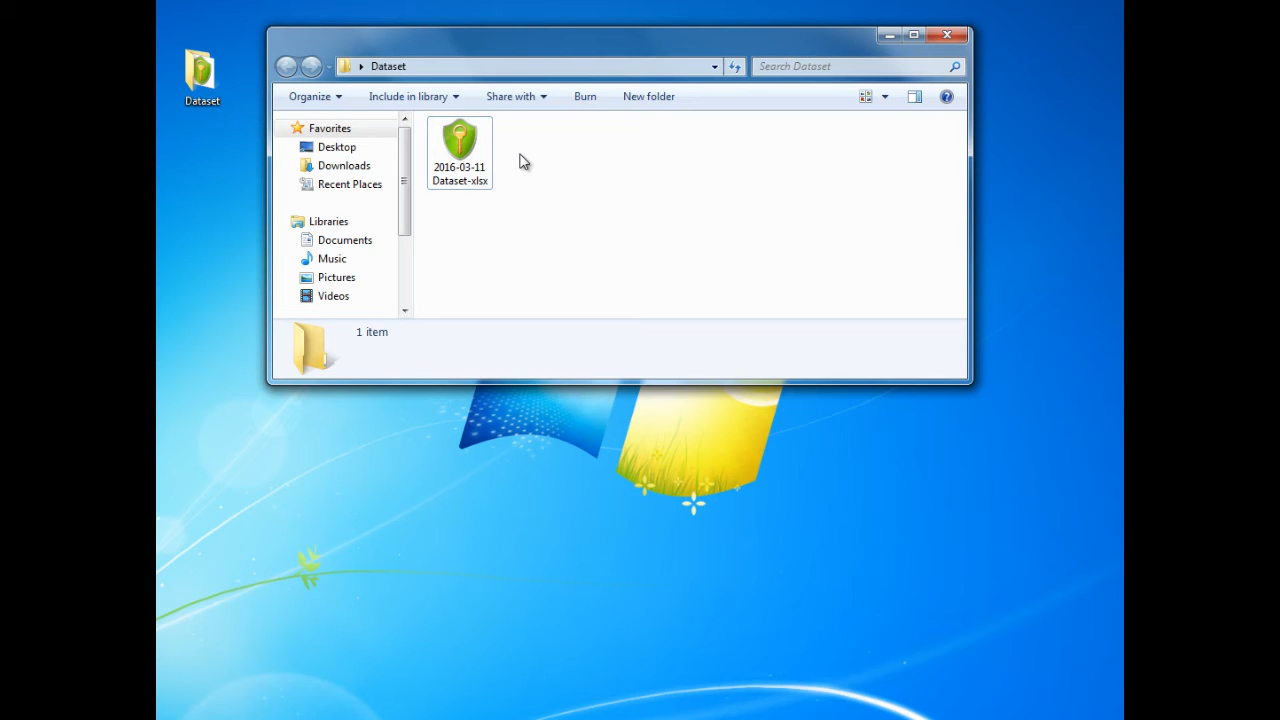 Dataset
Dataset
Search Dataset
Organize
Include in library
Share with
Burn
New folder
Favorites
Desktop
Downloads
Recent Places
Libraries
Documents
Music
Pictures
Videos
2016-03-11
Dataset-xlsx
1 item